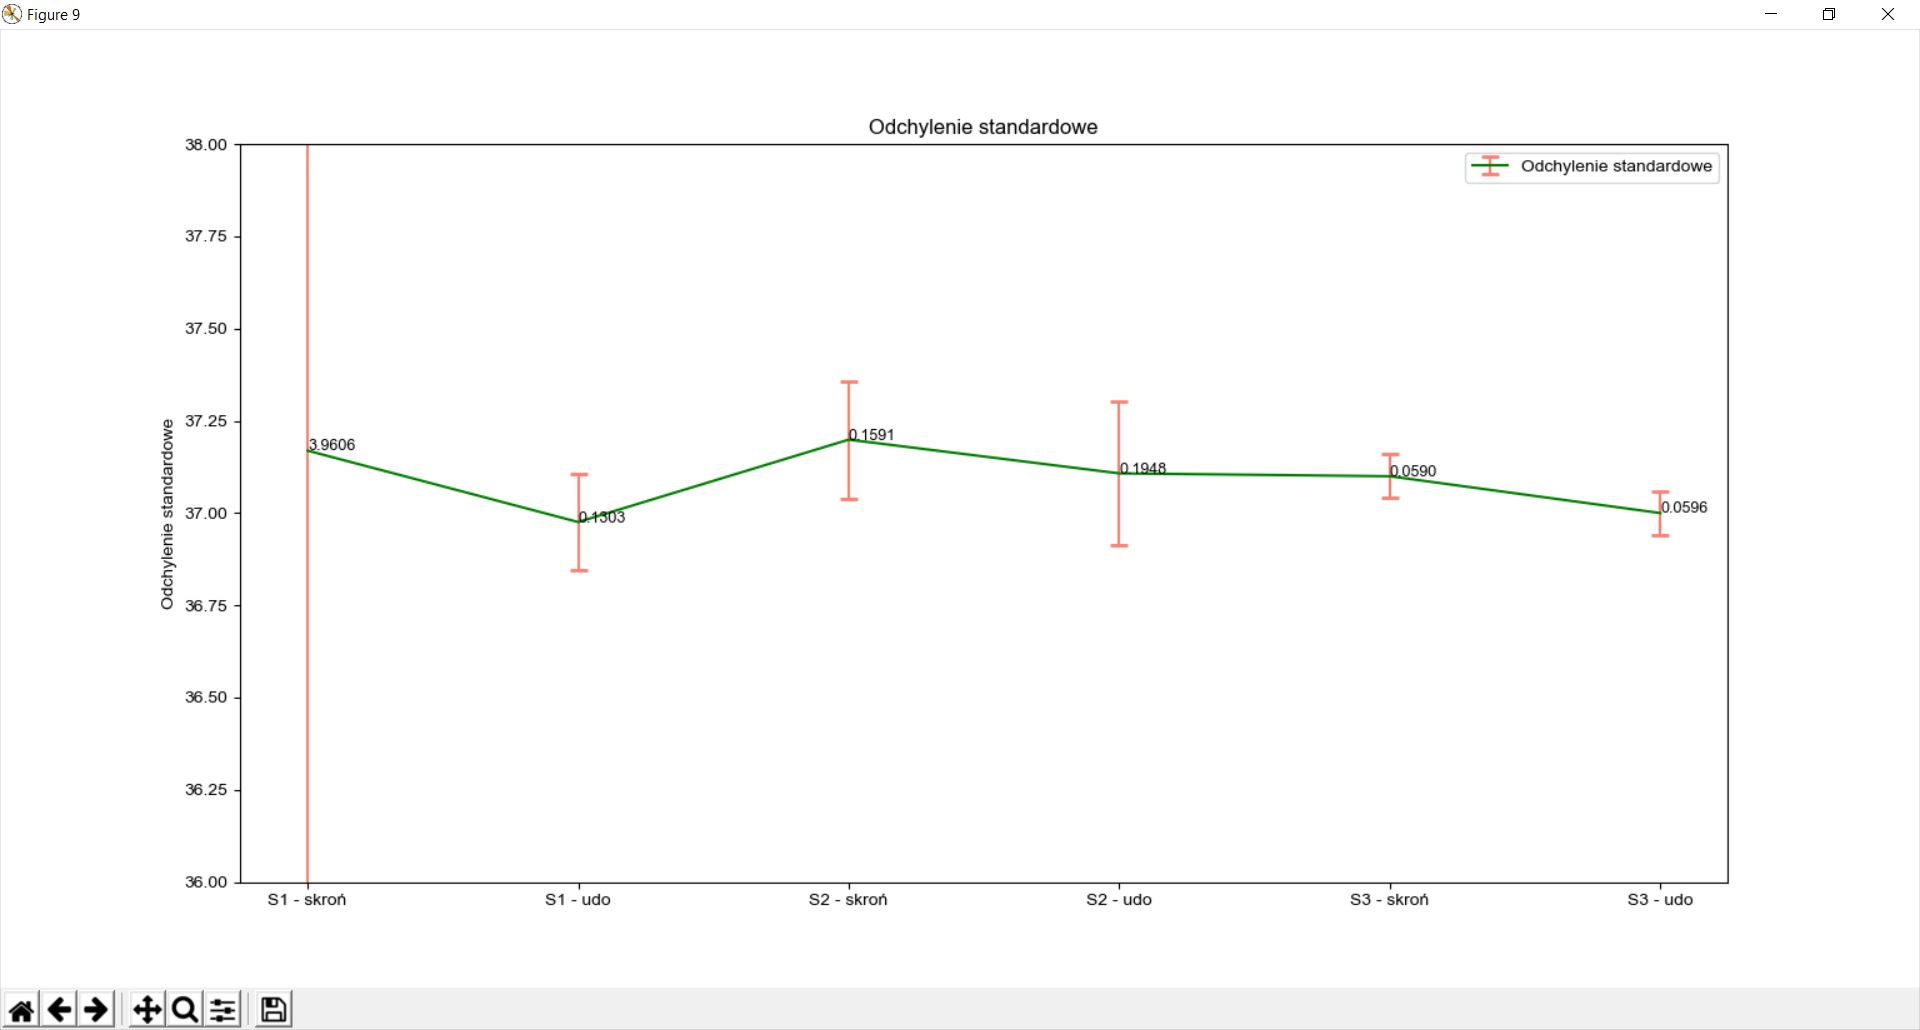 Figure 9
Odchylenie standardowe
Odchylenie standardowe
Odchylenie standardowe
38.00
37.75
37.50
37.25
37.00
36.75
36.50
36.25
36.00
3.9606
0.1303
0.1591
0.1948
0.0590
0.0596
S1 - skroń
S1 - udo
S2 - skroń
S2 - udo
S3 - skroń
S3 - udo